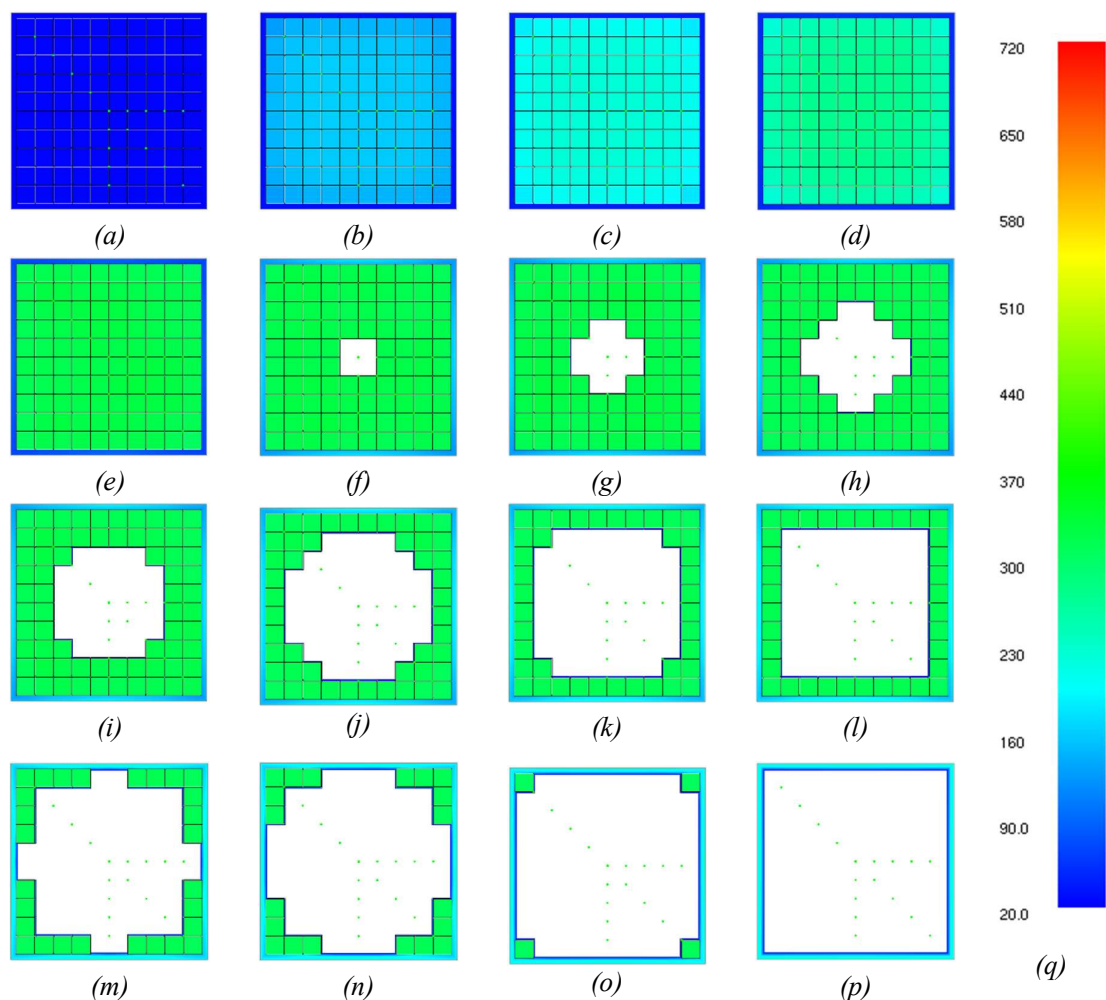 720
650
580
510
440
370
300
230
160
90.0
20.0
(a)
(b)
(c)
(d)
(e)
(f)
(g)
(h)
(i)
(j)
(k)
(l)
(m)
(n)
(o)
(p)
(q)